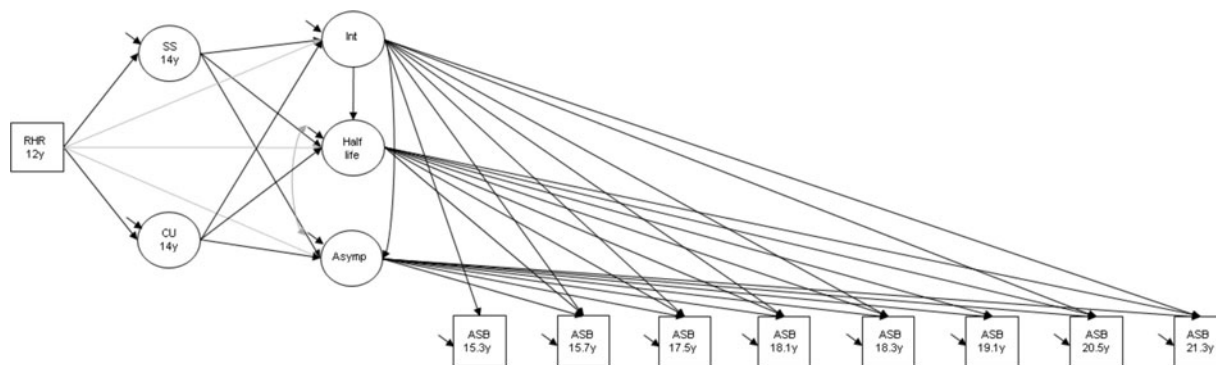 SS
14y
Int
RHR
12y
Half
life
CU
14y
Asymp
ASB
15.3y
ASB
15.7y
ASB
17.5y
ASB
18.1y
ASB
18.3y
ASB
19.1y
ASB
20.5y
ASB
21.3y